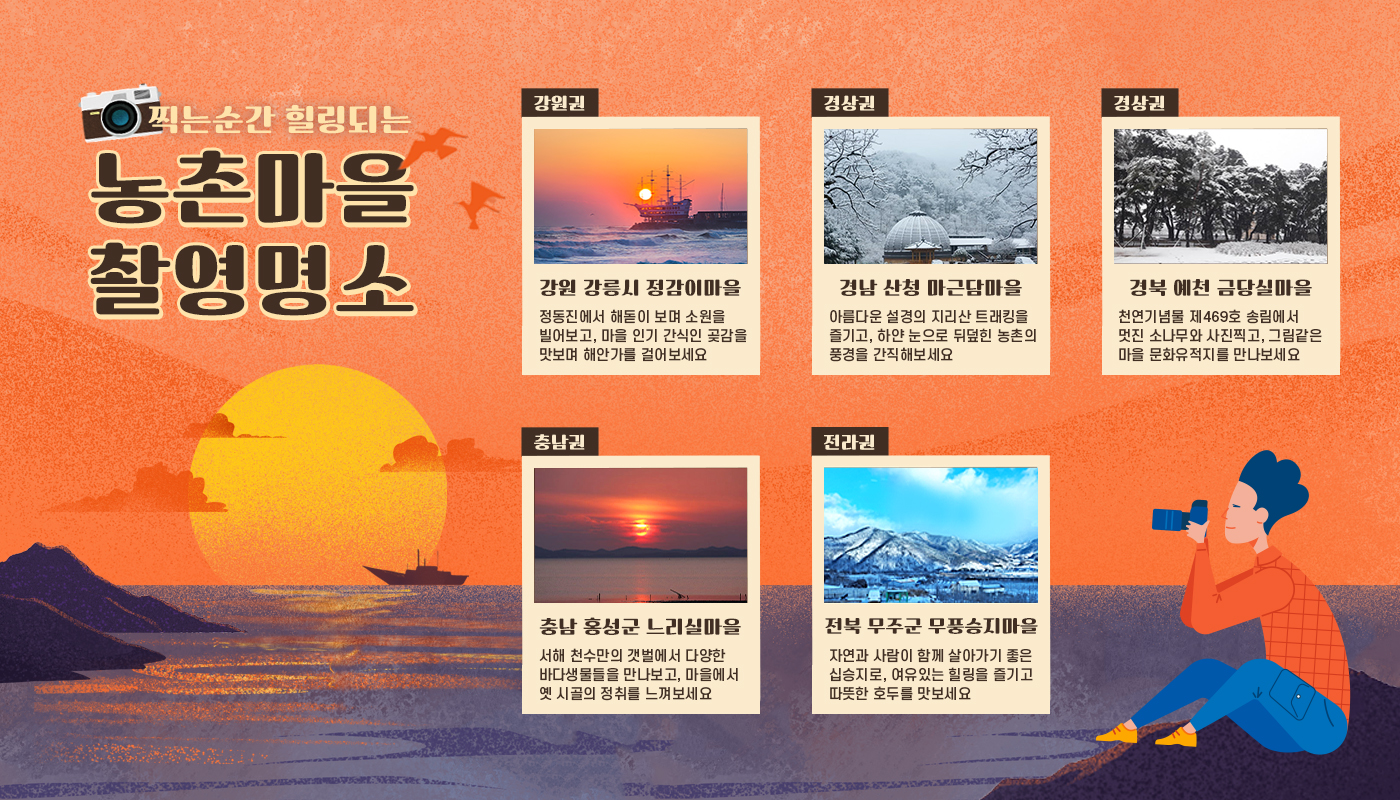 찍는순간 힐링되는
농촌마을
촬영명소
강원권
강원 강릉시 정감이마을
정동진에서 해돋이 보며 소원을
빌어보고, 마을 인기 간식인 곶감을
맛보며 해안가를 걸어보세요
경상권
경남 산청 마근담마을
아름다운 설경의 지리산 트래킹을
즐기고, 하얀 눈으로 뒤덮힌 농촌의
풍경을 간직해보세요
경상권
경북 예천 금당실마을
천연기념물 제469호 송림에서
멋진 소나무와 사진찍고, 그림같은
마을 문화유적지를 만나보세요
충남권
충남 홍성군 느리실마을
서해 천수만의 갯벌에서 다양한
바다생물들을 만나보고, 마을에서
옛 시골의 정취를 느껴보세요
전라권
전북 무주군 무풍승지마을
자연과 사람이 함께 살아가기 좋은
십승지로, 여유있는 힐링을 즐기고
따뜻한 호두를 맛보세요